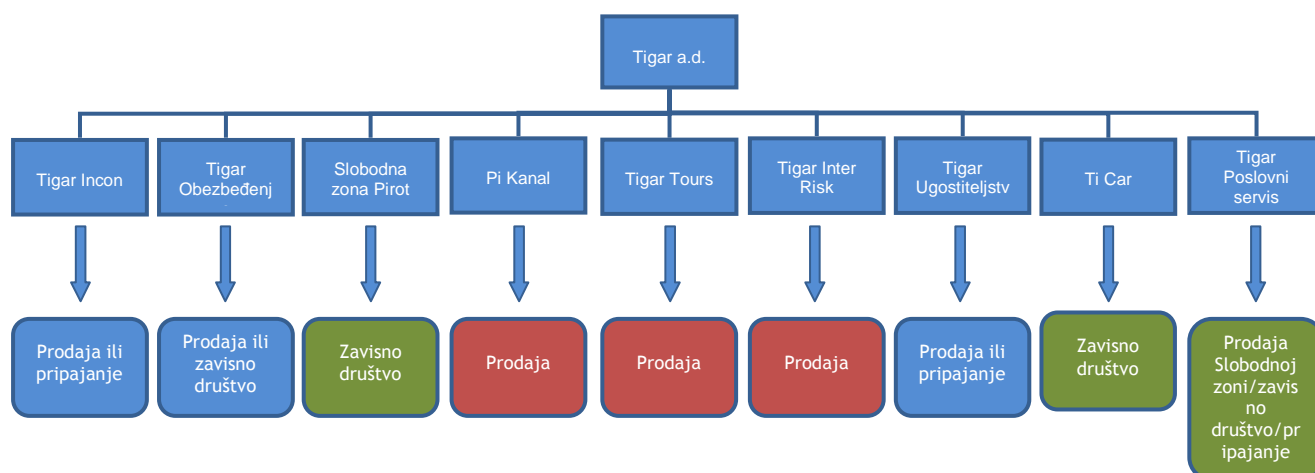 Tigar a.d.
Tigar Incon
Tigar
Obezbeđenj
Slobodna
zona Pirot
Pi Kanal
Tigar Tours
Tigar Inter
Risk
Tigar
Ugostiteljstv
Ti Car
Tigar
Poslovni
servis
Prodaja ili
pripajanje
Prodaja ili
zavisno
društvo
Zavisno
društvo
Prodaja
Prodaja
Prodaja
Prodaja ili
pripajanje
Zavisno
društvo
Prodaja
Slobodnoj
zoni/zavis
no
društvo/pr
ipajanje